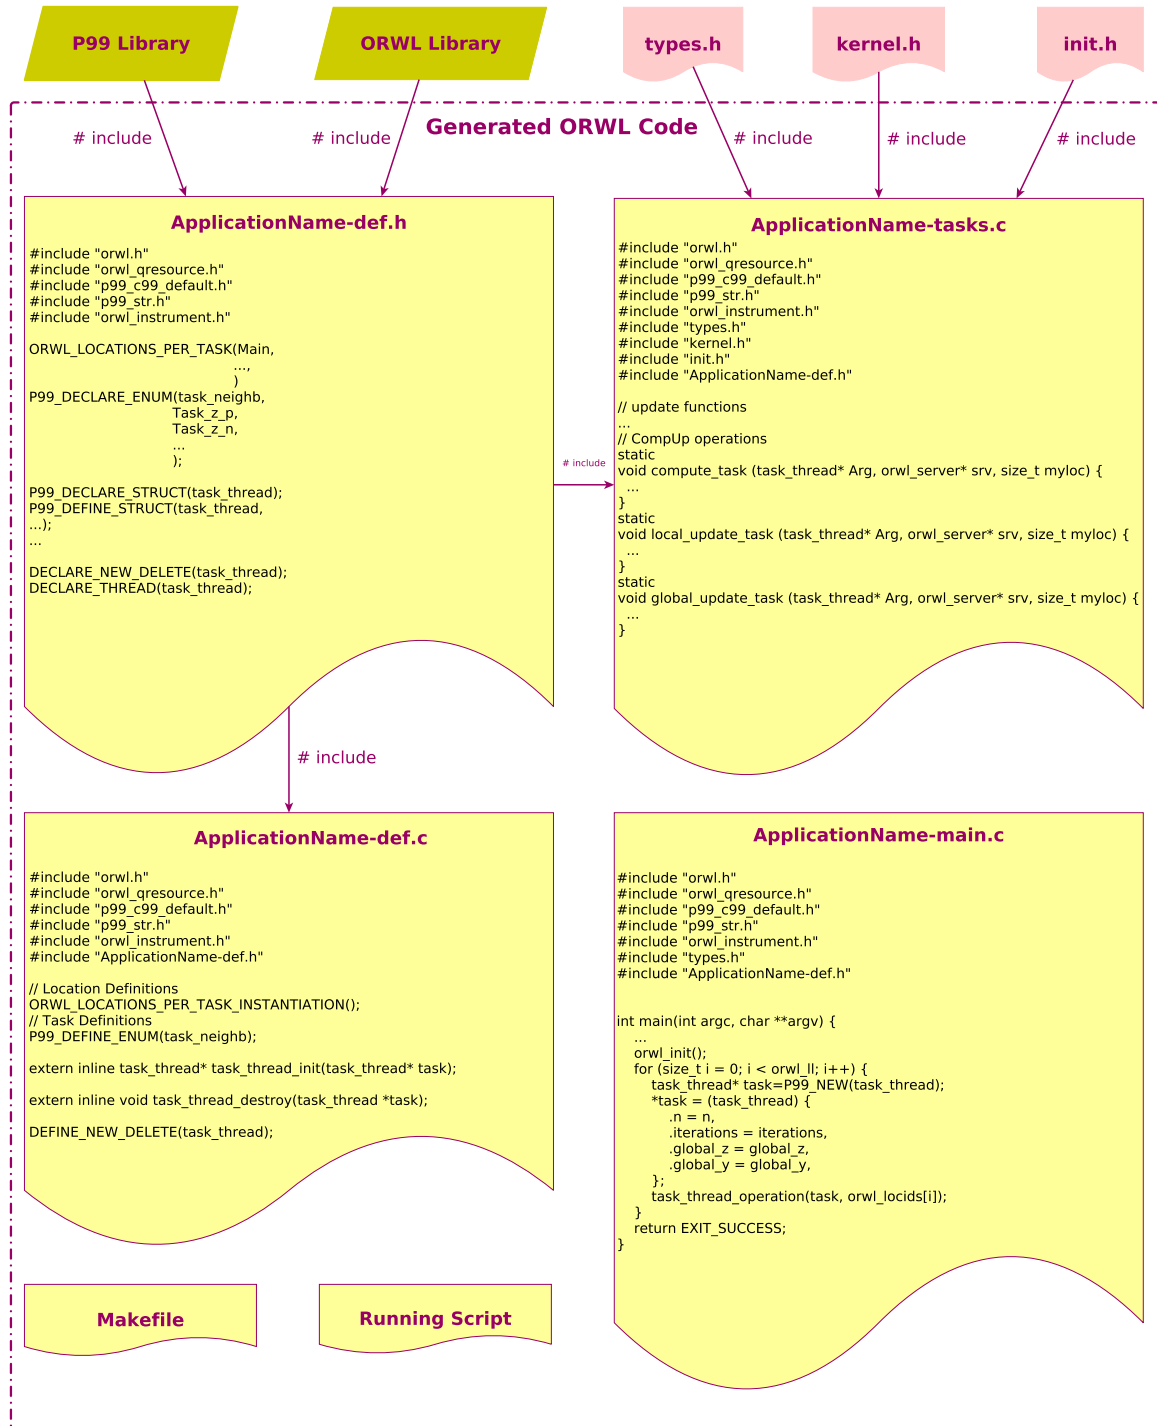 P99 Library
ORWL Library
types.h
kernel.h
init.h
# include
# include
# include
# include
# include
Generated ORWL Code
ApplicationName-def.h
#include "orwl.h"
#include "orwl_qresource.h"
#include "p99_c99_default.h"
#include "p99_str.h"
#include "orwl_instrument.h"
ORWL_LOCATIONS_PER_TASK(Main,
...,
)
P99_DECLARE_ENUM(task_neighb,
Task_z_p,
Task_z_n,
...
);
P99_DECLARE_STRUCT(task_thread);
P99_DEFINE_STRUCT(task_thread,
...);
...
DECLARE_NEW_DELETE(task_thread);
DECLARE_THREAD(task_thread);
# include
ApplicationName-tasks.c
#include "orwl.h"
#include "orwl_qresource.h"
#include "p99_c99_default.h"
#include "p99_str.h"
#include "orwl_instrument.h"
#include "types.h"
#include "kernel.h"
#include "init.h"
#include "ApplicationName-def.h"
// update functions
...
// CompUp operations
static
void compute_task (task_thread* Arg, orwl_server* srv, size_t myloc) {
...
}
static
void local_update_task (task_thread* Arg, orwl_server* srv, size_t myloc) {
...
}
static
void global_update_task (task_thread* Arg, orwl_server* srv, size_t myloc) {
...
}
# include
ApplicationName-def.c
#include "orwl.h"
#include "orwl_qresource.h"
#include "p99_c99_default.h"
#include "p99_str.h"
#include "orwl_instrument.h"
#include "ApplicationName-def.h"
// Location Definitions
ORWL_LOCATIONS_PER_TASK_INSTANTIATION();
// Task Definitions
P99_DEFINE_ENUM(task_neighb);
extern inline task_thread* task_thread_init(task_thread* task);
extern inline void task_thread_destroy(task_thread *task);
DEFINE_NEW_DELETE(task_thread);
ApplicationName-main.c
#include "orwl.h"
#include "orwl_qresource.h"
#include "p99_c99_default.h"
#include "p99_str.h"
#include "orwl_instrument.h"
#include "types.h"
#include "ApplicationName-def.h"
int main(int argc, char **argv) {
...
orwl_init();
for (size_t i = 0; i < orwl_ll; i++) {
task_thread* task=P99_NEW(task_thread);
*task = (task_thread) {
.n = n,
.iterations = iterations,
.global_z = global_z,
.global_y = global_y,
};
task_thread_operation(task, orwl_locids[i]);
}
return EXIT_SUCCESS;
}
Makefile
Running Script